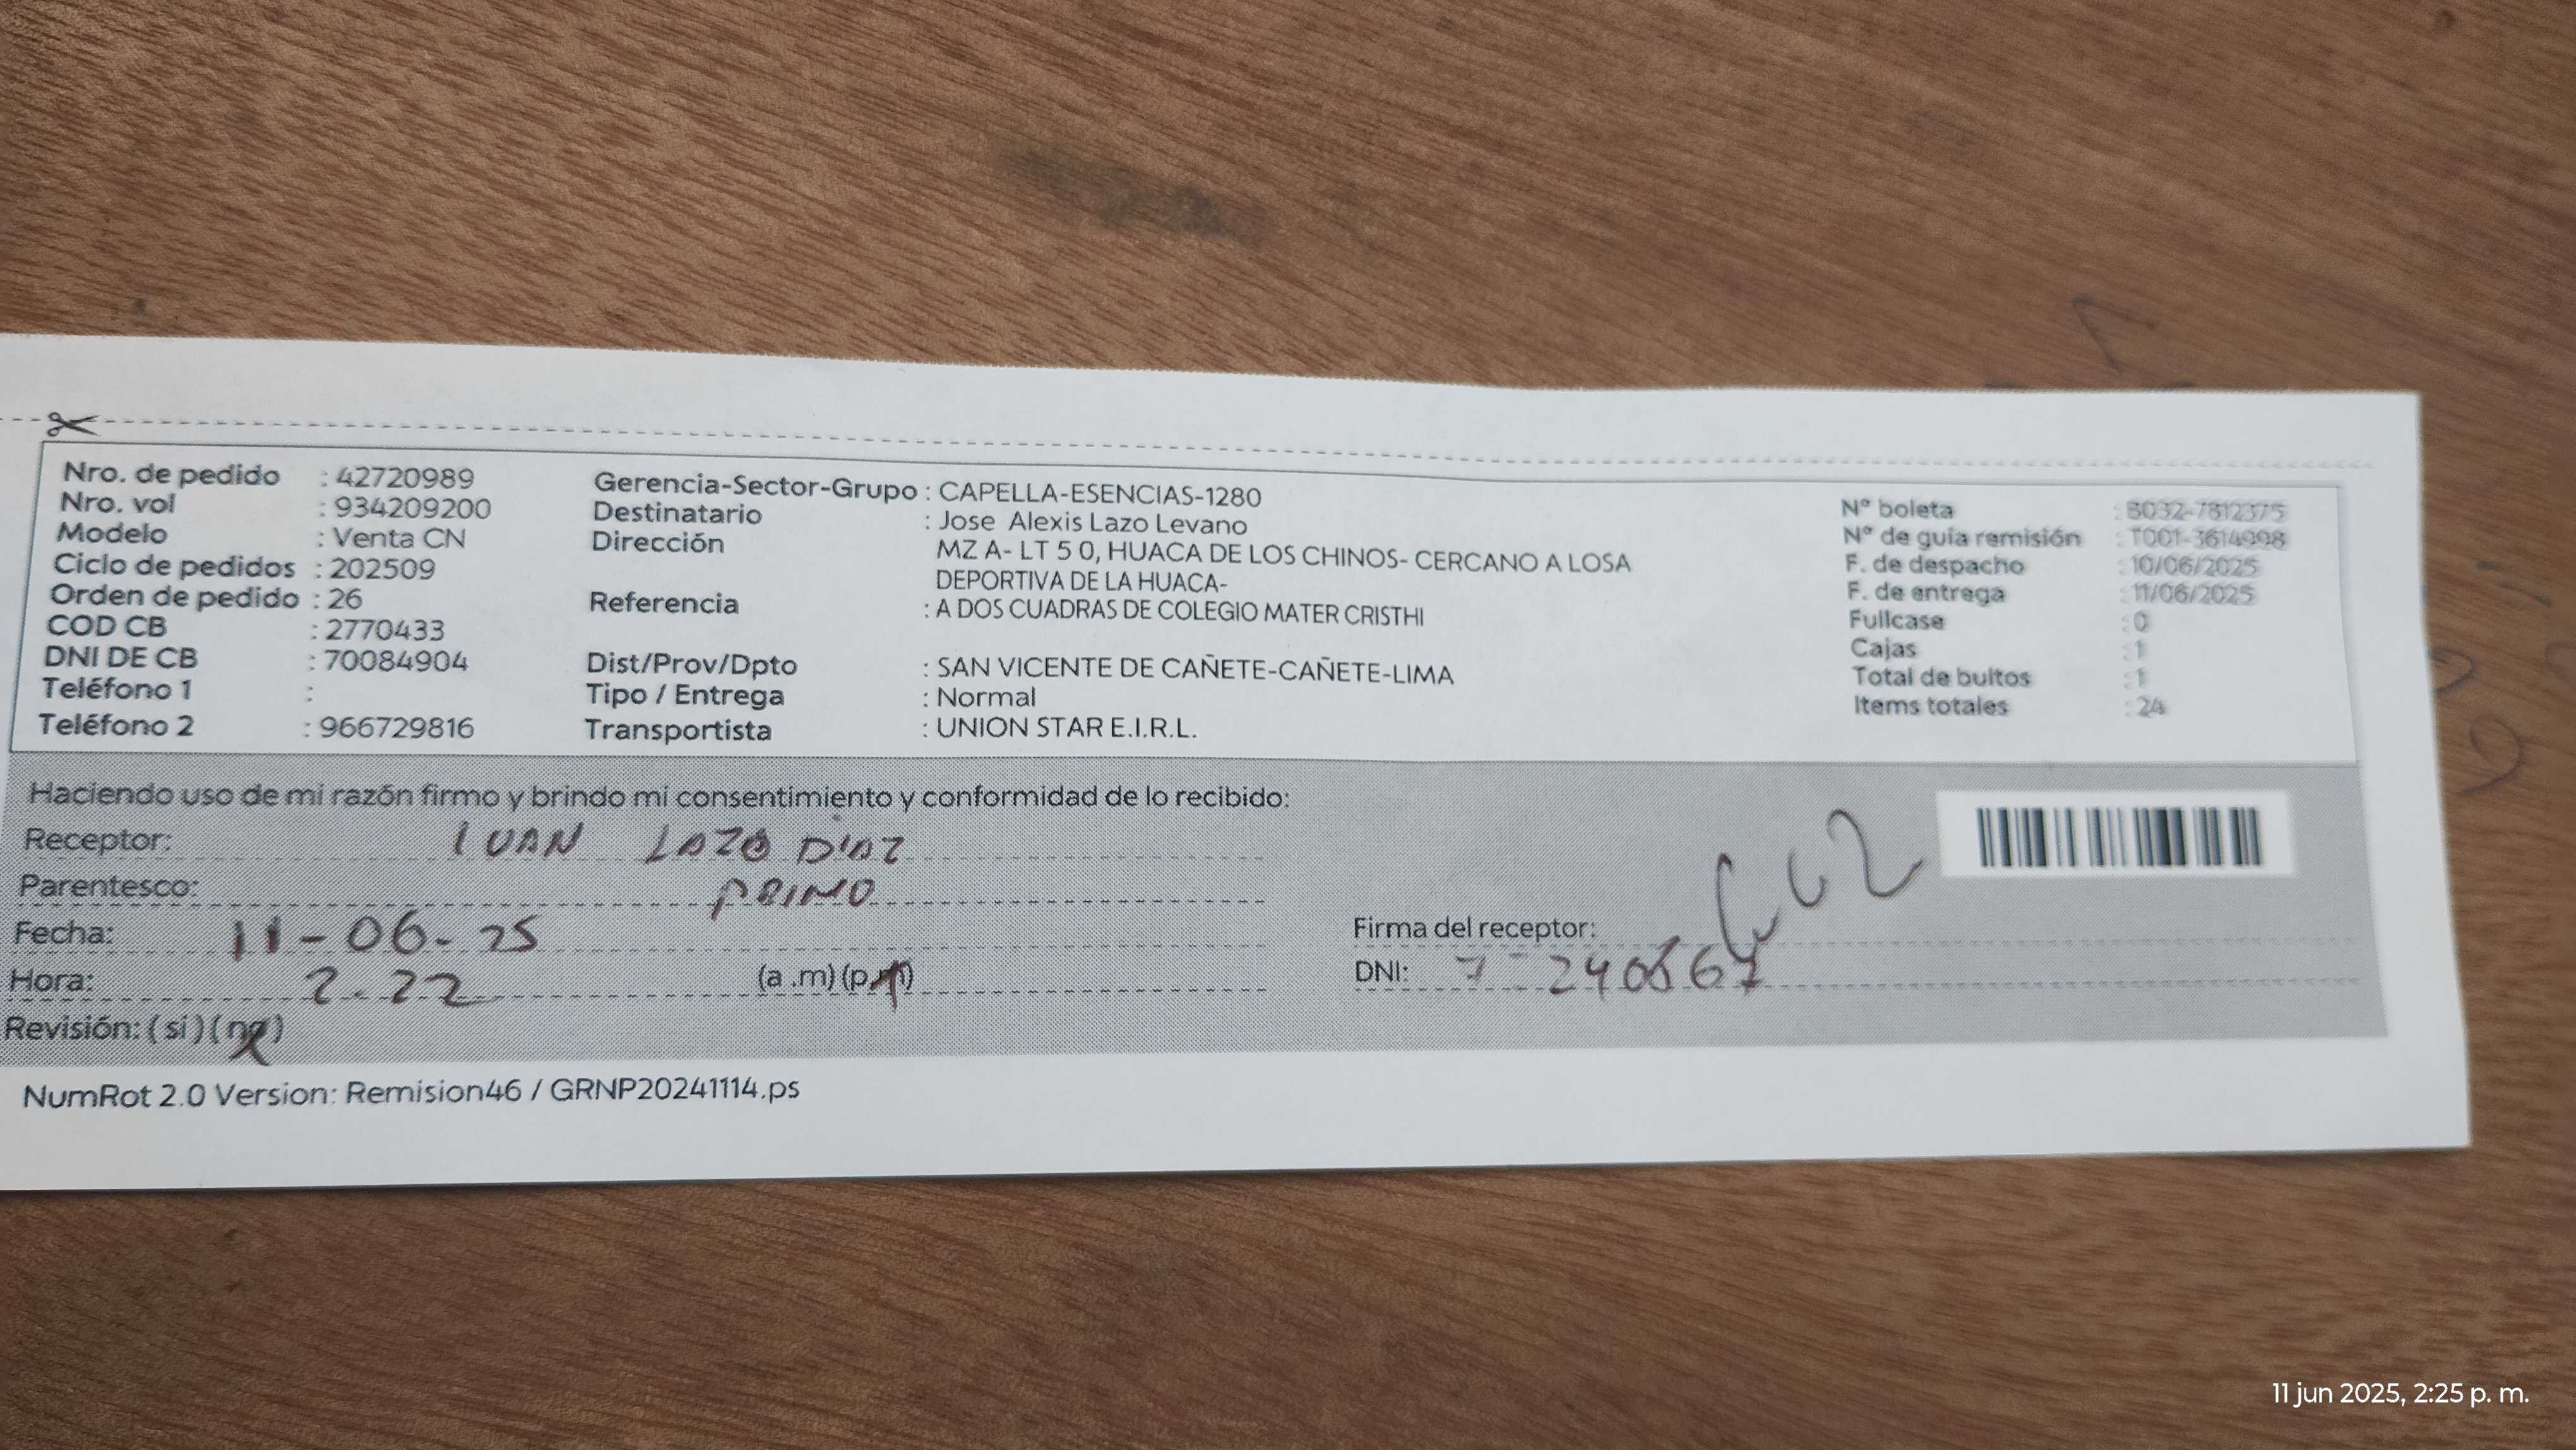 Nro. de pedido : 42720989
Nro. vol : 934209200
Modelo : Venta CN
Ciclo de pedidos : 202509
Orden de pedido : 26
COD CB : 2770433
DNI DE CB : 70084904
Teléfono 1 :
Teléfono 2 : 966729816
Gerencia-Sector-Grupo : CAPELLA-ESENCIAS-1280
Destinatario : Jose Alexis Lazo Levano
Dirección MZ A- LT 5 0, HUACA DE LOS CHINOS- CERCANO A LOSA
DEPORTIVA DE LA HUACA-
Referencia : A DOS CUADRAS DE COLEGIO MATER CRISTHI
Dist/Prov/Dpto : SAN VICENTE DE CAÑETE-CAÑETE-LIMA
Tipo / Entrega : Normal
Transportista : UNION STAR E.I.R.L.
N° boleta : B032-7812375
N° de guía remisión : T001-3614998
F. de despacho : 10/06/2025
F. de entrega : 11/06/2025
Fullcase : 0
Cajas : 1
Total de bultos : 1
Items totales : 24
Haciendo uso de mi razón firmo y brindo mi consentimiento y conformidad de lo recibido:
Receptor: IUAN LAZO DIAZ
Parentesco: PRIMO
Fecha: 11-06-25
Hora: 2.22 (a .m) (p.m)
Revisión: ( si ) ( no )
Firma del receptor:
DNI:
NumRot 2.0 Version: Remision46 / GRNP20241114.ps
11 jun 2025, 2:25 p. m.